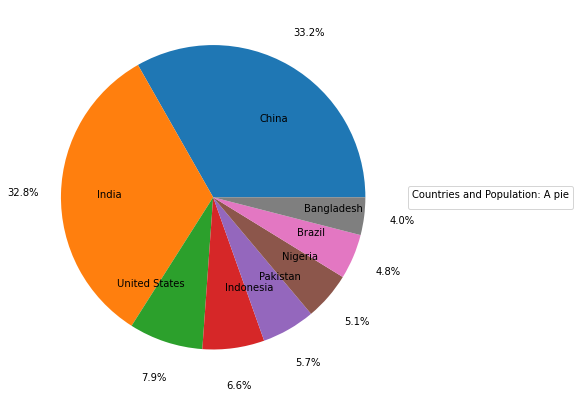 33.2%
China
32.8%
India
Countries and Population: A pie
Bangladesh
4.0%
Brazil
Nigeria
4.8%
Pakistan
United States
Indonesia
5.1%
5.7%
7.9%
6.6%